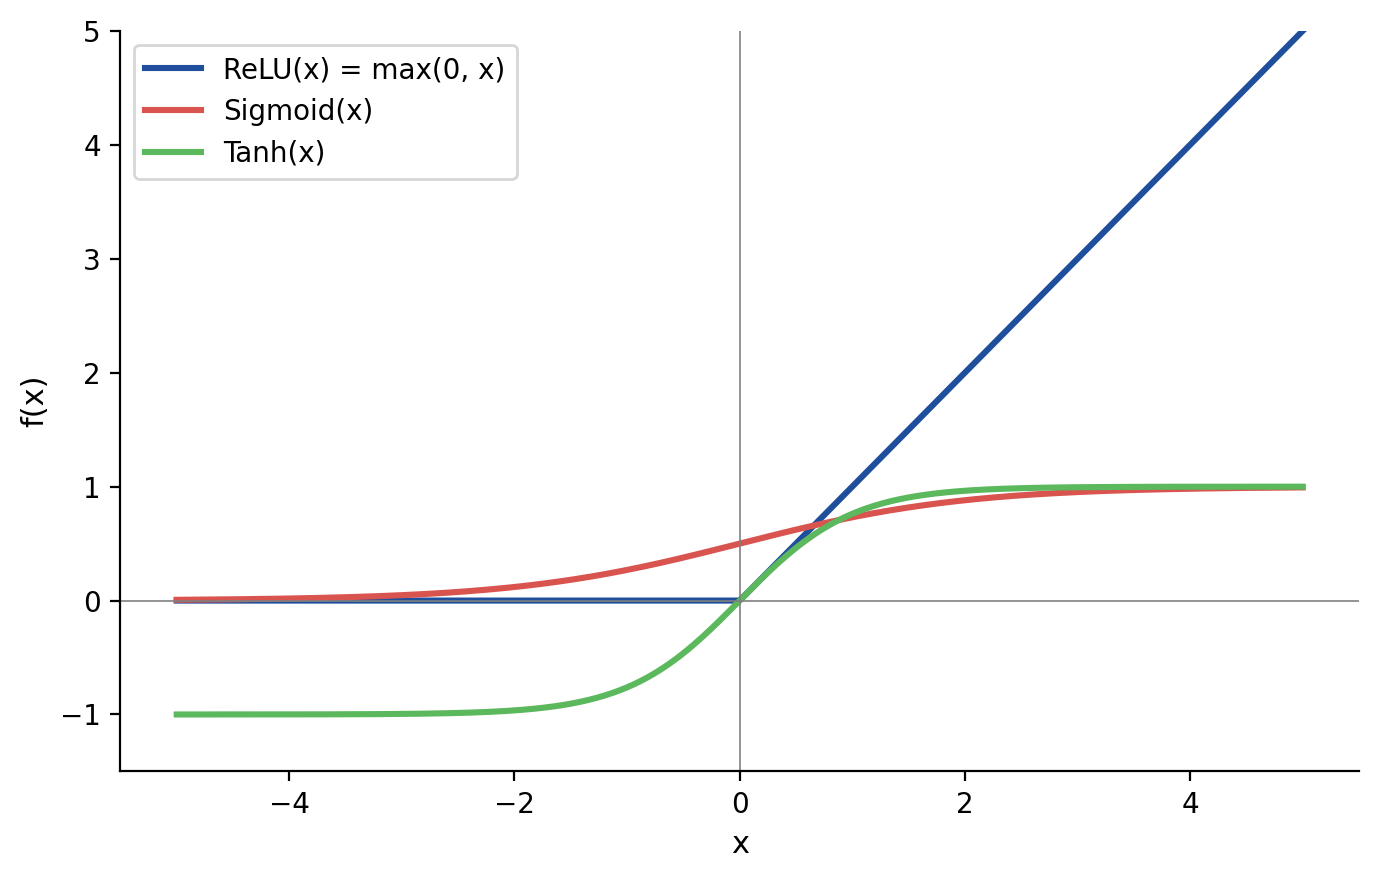 ReLU(x) = max(0, x)
Sigmoid(x)
Tanh(x)
5
4
3
2
1
0
−1
f(x)
−4 −2 0 2 4
x